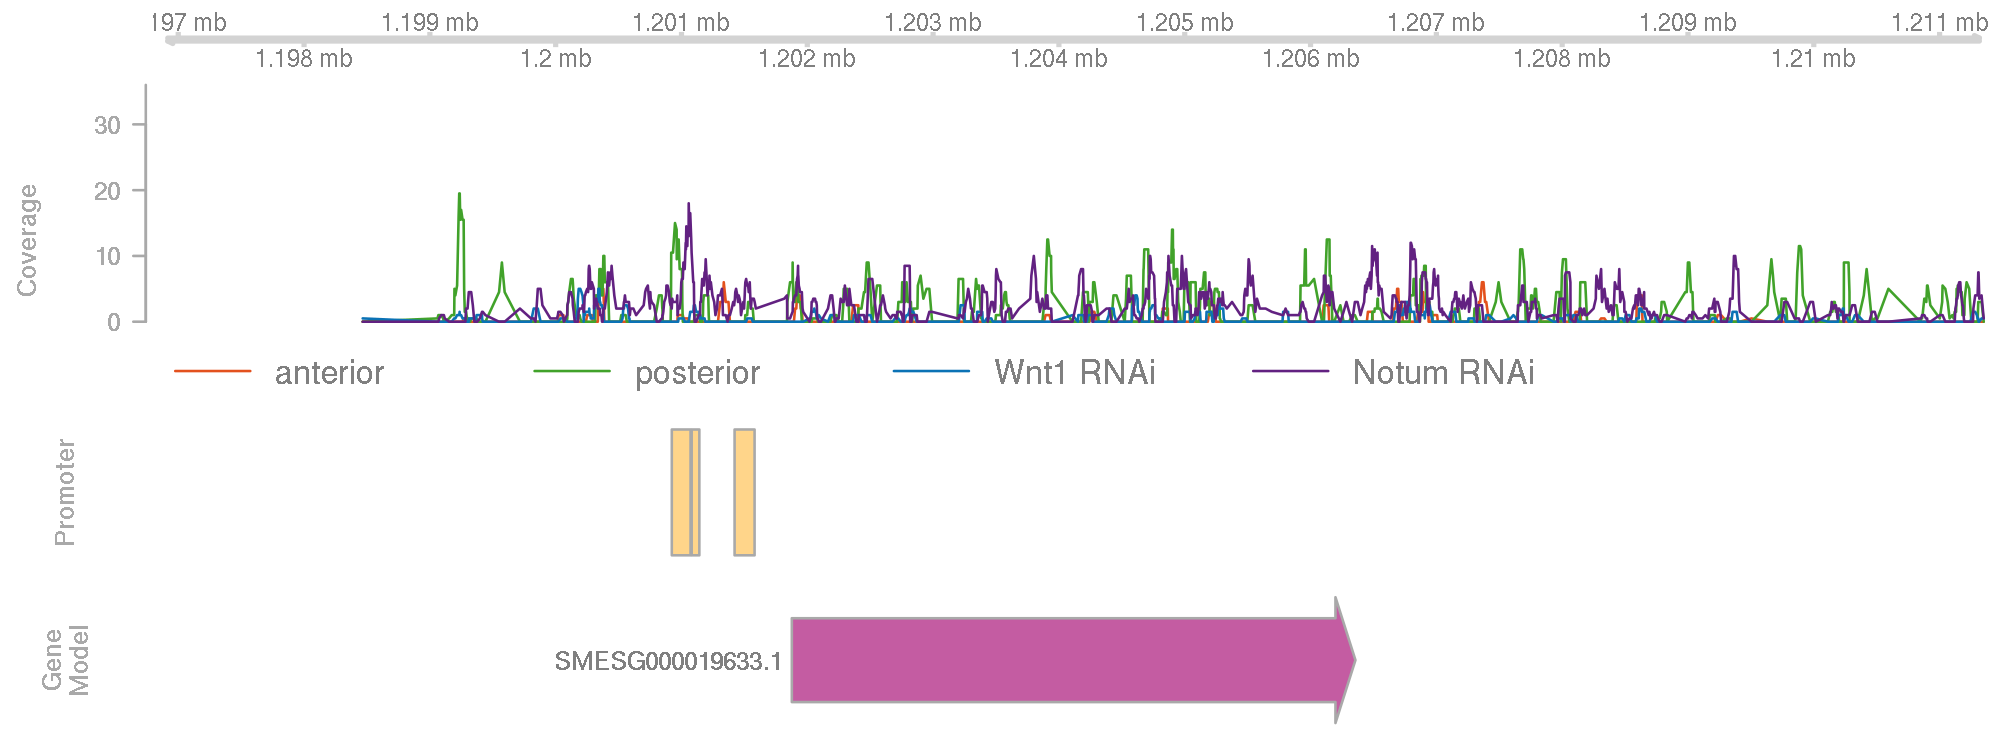 197 mb 1.199 mb 1.201 mb 1.203 mb 1.205 mb 1.207 mb 1.209 mb 1.211 mb
1.198 mb 1.2 mb 1.202 mb 1.204 mb 1.206 mb 1.208 mb 1.21 mb
Coverage
30
20
10
0
anterior posterior Wnt1 RNAi Notum RNAi
Promoter
0
Gene
Model
SMESG000019633.1